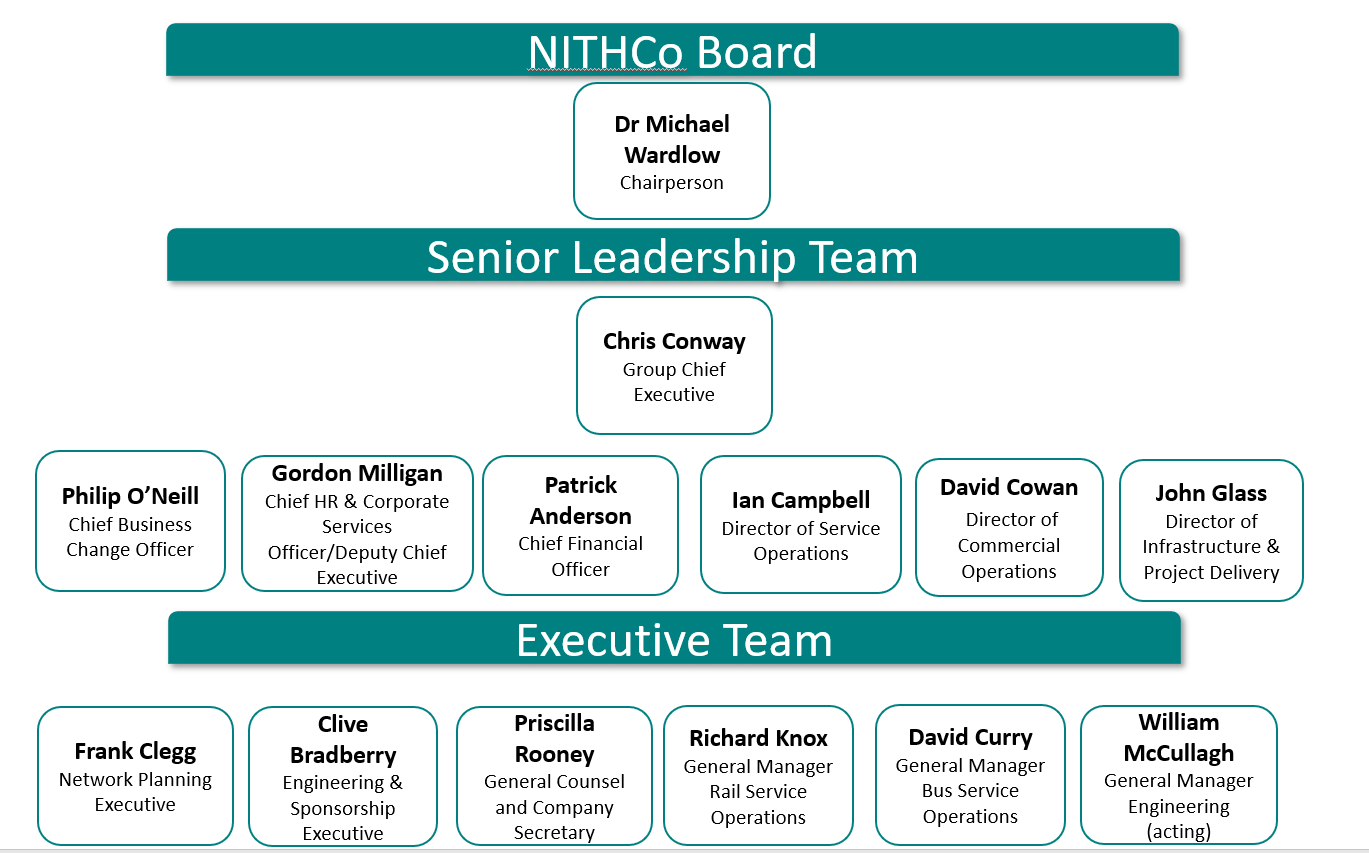 NITHCo Board
Dr Michael
Wardlow
Chairperson
Senior Leadership Team
Chris Conway
Group Chief
Executive
Philip O’Neill
Chief Business
Change Officer
Gordon Milligan
Chief HR & Corporate
Services
Officer/Deputy Chief
Executive
Patrick
Anderson
Chief Financial
Officer
Ian Campbell
Director of Service
Operations
David Cowan
Director of
Commercial
Operations
John Glass
Director of
Infrastructure &
Project Delivery
Executive Team
Frank Clegg
Network Planning
Executive
Clive
Bradberry
Engineering &
Sponsorship
Executive
Priscilla
Rooney
General Counsel
and Company
Secretary
Richard Knox
General Manager
Rail Service
Operations
David Curry
General Manager
Bus Service
Operations
William
McCullagh
General Manager
Engineering
(acting)